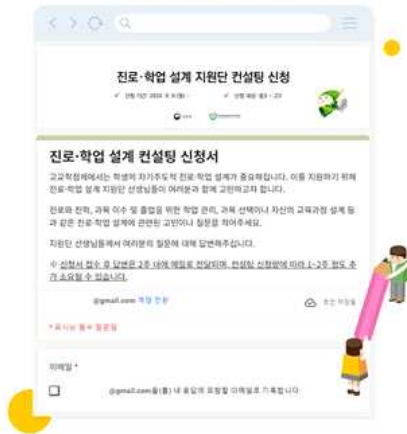 진로·학업 설계 지원단 컨설팅 신청
진로·학업 설계 컨설팅 신청서
고교학점제에서는 학생의 자기주도적 진로·학업 설계가 중요해집니다. 이를 지원하기 위해
진로·학업 설계 지원단 선생님들이 여러분과 함께 고민하고자 합니다.
진로와 진학, 과목 이수 및 졸업을 위한 학업 관리, 과목 선택이나 자신의 교육과정 설계 등
과 같은 진로·학업 설계에 관련된 고민이나 질문을 적어주세요.
지원단 선생님들께서 여러분의 질문에 대해 답변해주십니다.
※ 신청서 접수 후 답변은 2주 내에 메일로 전달되며, 컨설팅 신청량에 따라 1~2주 정도 추
가 소요될 수 있습니다.
@gmail.com 계정 전환
* 표시는 필수 질문임
이메일 *
@gmail.com을(를) 내 응답에 포함할 이메일로 기록합니다